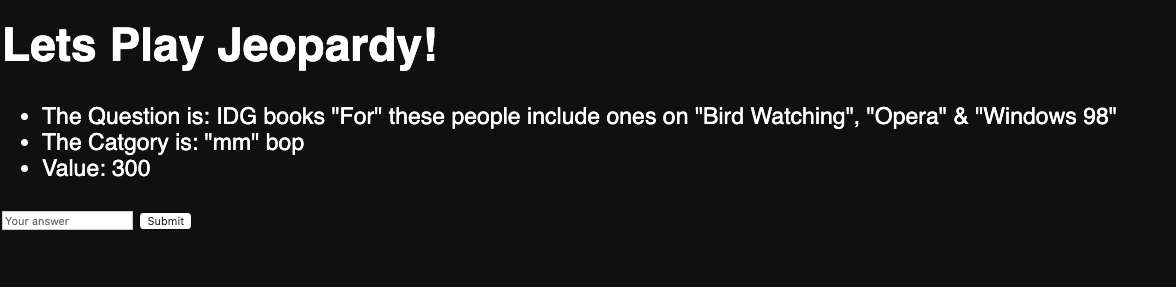 Lets Play Jeopardy!
• The Question is: IDG books "For" these people include ones on "Bird Watching", "Opera" & "Windows 98"
• The Catgory is: "mm" bop
• Value: 300
Your answer Submit